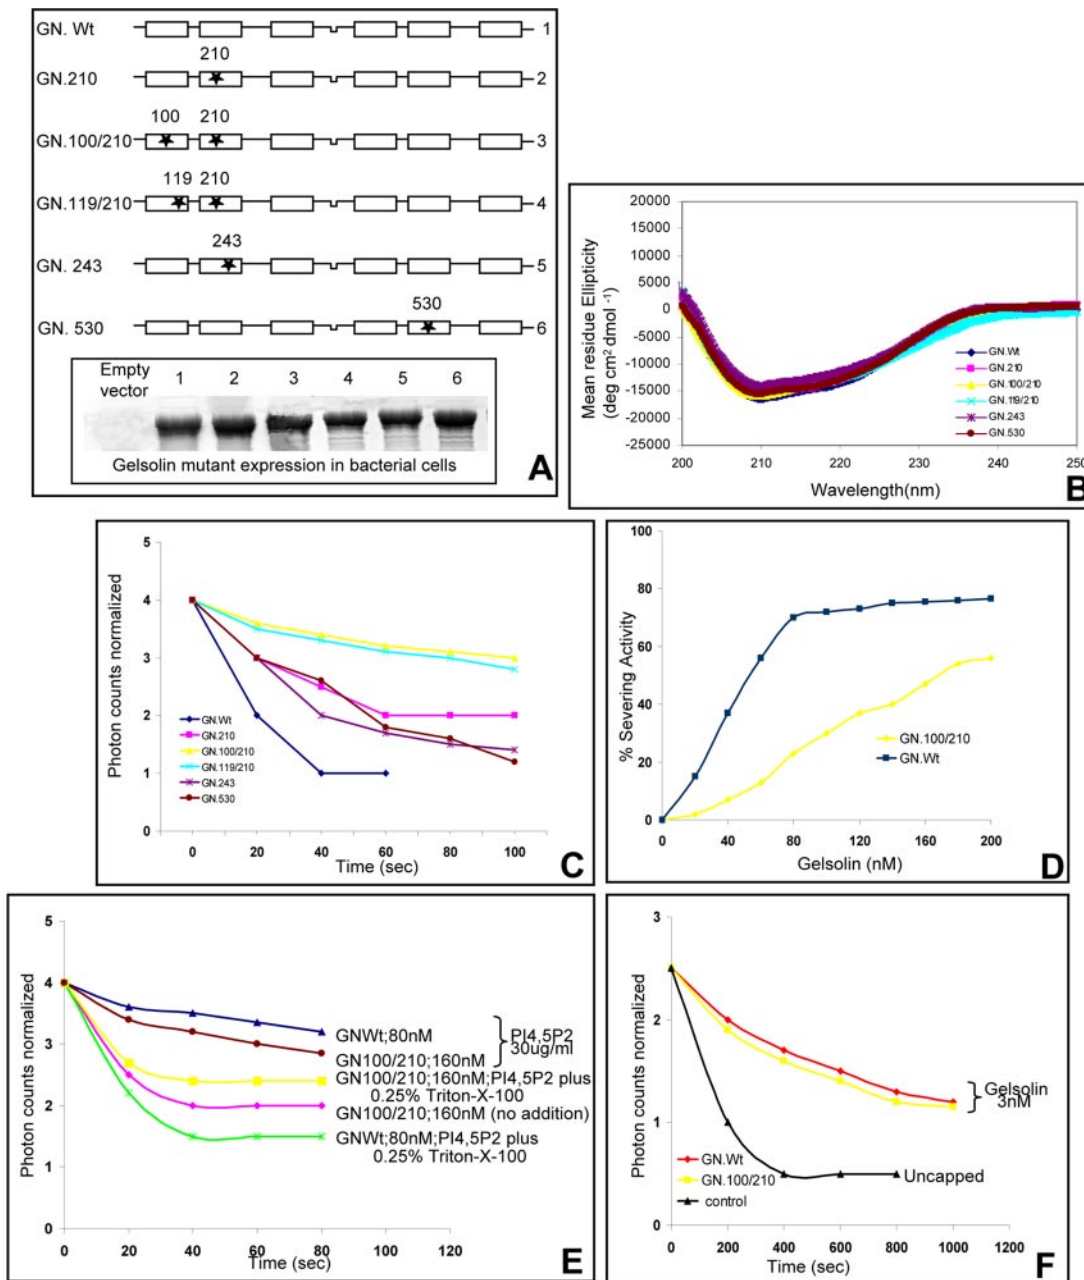 GN. Wt 1
210
GN.210 2
100 210
GN.100/210 3
119 210
GN.119/210 4
243
GN. 243 5
530
GN. 530 6
Empty
vector 1 2 3 4 5 6
Gelsolin mutant expression in bacterial cells
A
Mean residue Ellipticity
(deg cm² dmol ⁻¹)
20000
15000
10000
5000
0
-5000
-10000
-15000
-20000
-25000
200 210 220 230 240 250
Wavelength(nm)
GN.Wt
GN.210
GN.100/210
GN.119/210
GN.243
GN.530
B
Photon counts normalized
5
4
3
2
1
0
0 20 40 60 80 100
Time (sec)
GN.Wt
GN.210
GN.100/210
GN.119/210
GN.243
GN.530
C
% Severing Activity
100
80
60
40
20
0
0 40 80 120 160 200
Gelsolin (nM)
GN.100/210
GN.Wt
D
Photon counts normalized
5
4
3
2
1
0
0 20 40 60 80 100 120
Time (sec)
GNWt;80nM
GN100/210;160nM
PI4,5P2
30ug/ml
GN100/210;160nM;PI4,5P2 plus
0.25% Triton-X-100
GN100/210;160nM (no addition)
GNWt;80nM;PI4,5P2 plus
0.25% Triton-X-100
E
Photon counts normalized
3
2
1
0
0 200 400 600 800 1000 1200
Time (sec)
GN.Wt
GN.100/210
control
Gelsolin
3nM
Uncapped
F